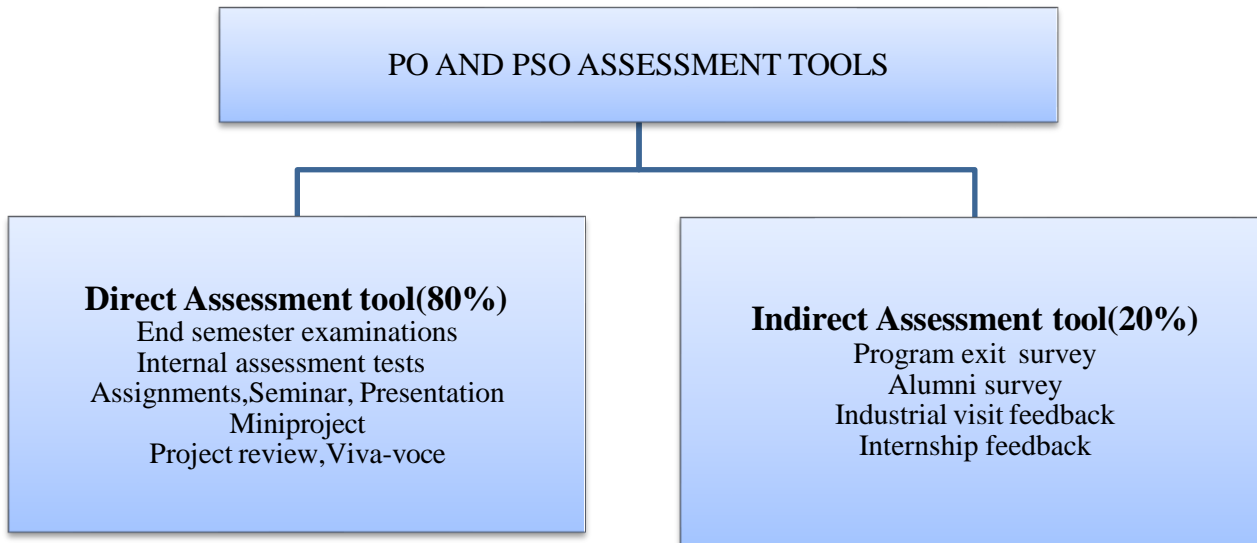 PO AND PSO ASSESSMENT TOOLS
Direct Assessment tool(80%)
End semester examinations
Internal assessment tests
Assignments,Seminar, Presentation
Miniproject
Project review,Viva-voce
Indirect Assessment tool(20%)
Program exit survey
Alumni survey
Industrial visit feedback
Internship feedback